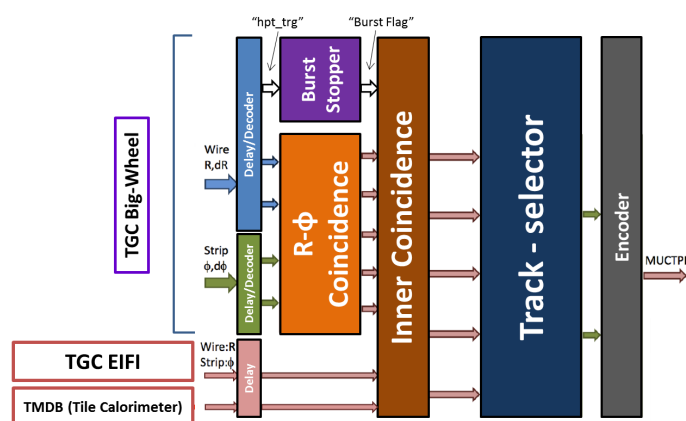 “hpt_trg”
“Burst Flag”
TGC Big-Wheel
Wire
R,dR
Strip
ϕ,dϕ
Delay/Decoder
Delay/Decoder
Burst
Stopper
R-ϕ
Coincidence
Inner Coincidence
Track - selector
Encoder
MUCTPI
TGC EIFI
Wire:R
Strip:ϕ
Delay
TMDB (Tile Calorimeter)